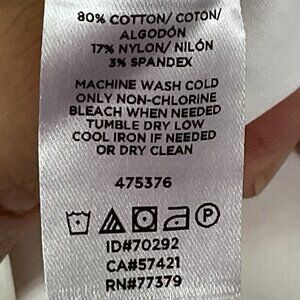 80% COTTON/ COTON/
ALGODÓN
17% NYLON/ NILÓN
3% SPANDEX
MACHINE WASH COLD
ONLY NON-CHLORINE
BLEACH WHEN NEEDED
TUMBLE DRY LOW
COOL IRON IF NEEDED
OR DRY CLEAN
475376
P
ID#70292
CA#57421
RN#77379